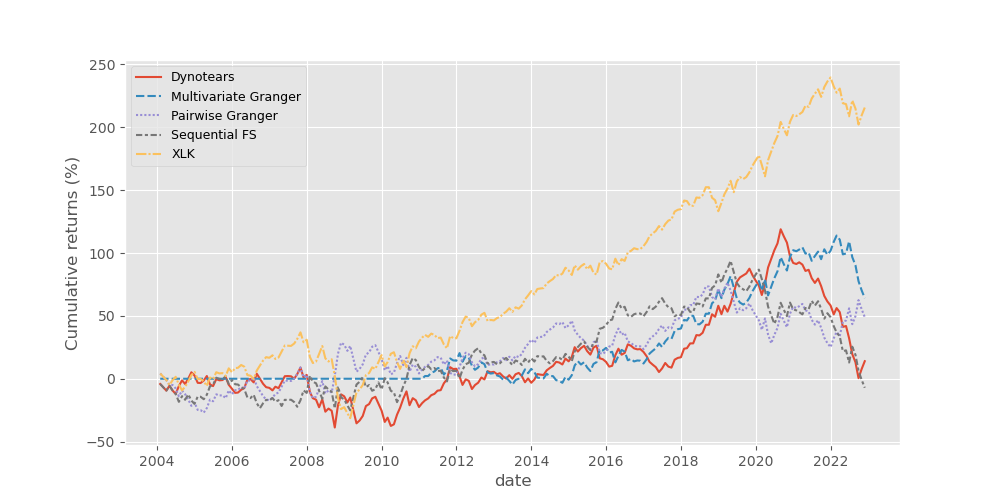 250
200
150
100
50
0
−50
Cumulative returns (%)
Dynotears
Multivariate Granger
Pairwise Granger
Sequential FS
XLK
2004 2006 2008 2010 2012 2014 2016 2018 2020 2022
date